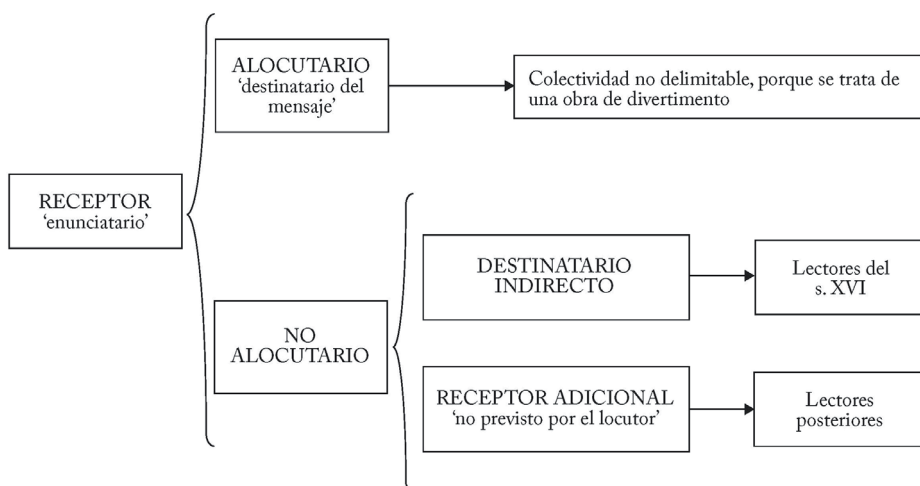 RECEPTOR
‘enunciatario’
ALOCUTARIO
‘destinatario del
mensaje’
Colectividad no delimitable, porque se trata de
una obra de divertimento
NO
ALOCUTARIO
DESTINATARIO
INDIRECTO
Lectores del
s. XVI
RECEPTOR ADICIONAL
‘no previsto por el locutor’
Lectores
posteriores